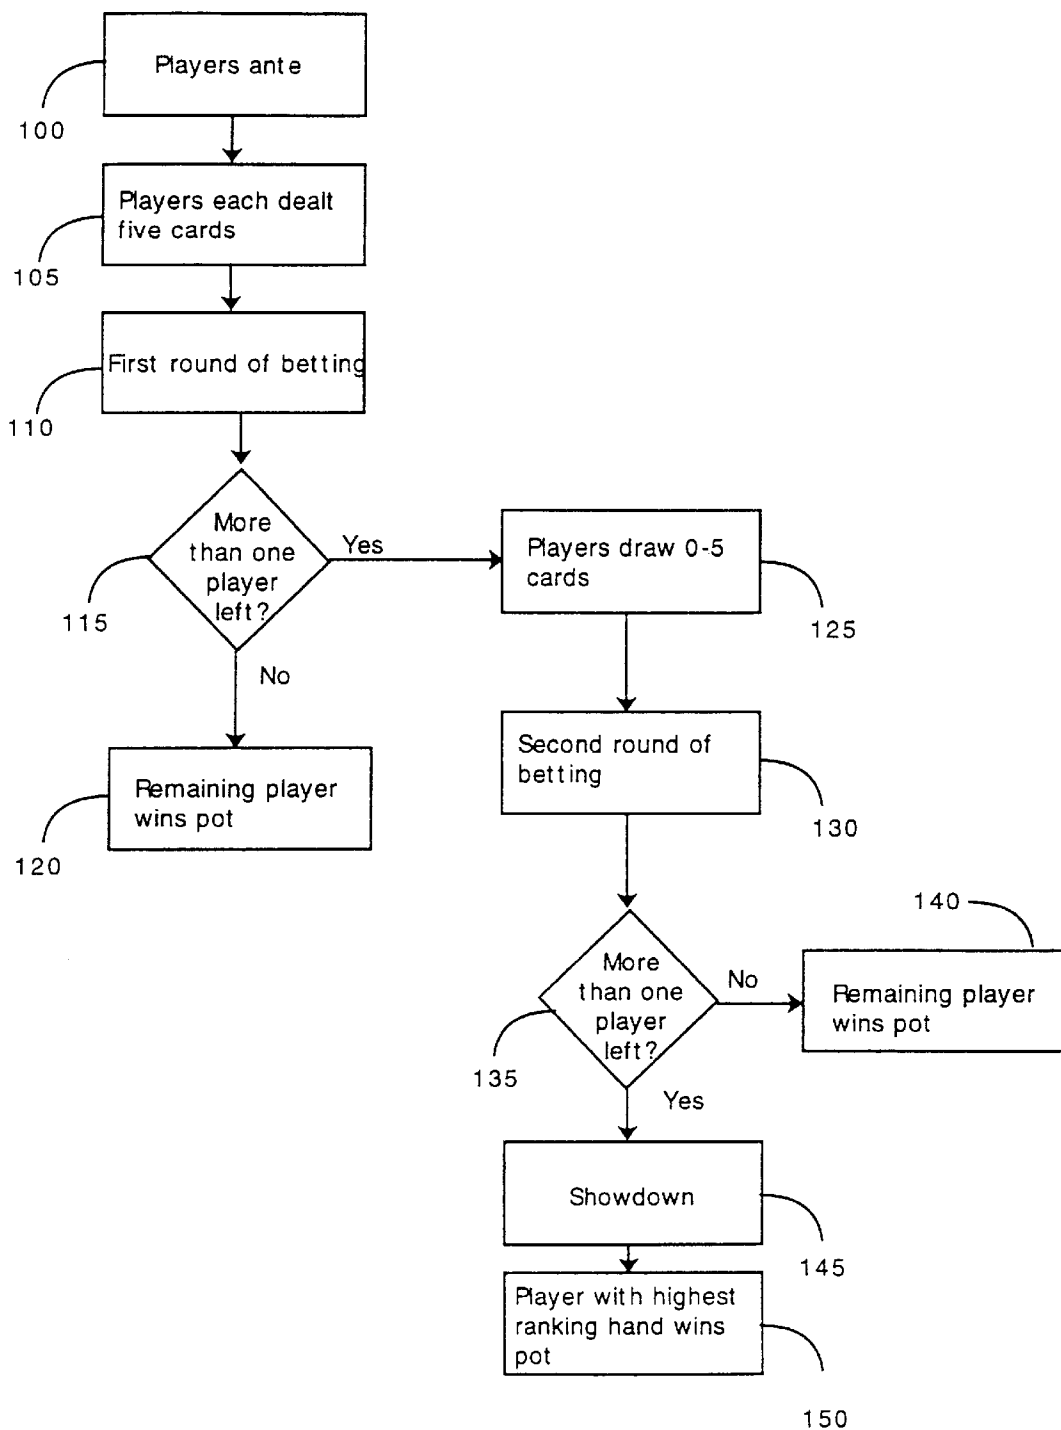 Players ante
100
Players each dealt
five cards
105
First round of betting
110
More
than one
player
left?
115
Yes
No
Players draw 0-5
cards
125
Remaining player
wins pot
120
Second round of
betting
130
More
than one
player
left?
135
No
Yes
140
Remaining player
wins pot
Showdown
145
Player with highest
ranking hand wins
pot
150